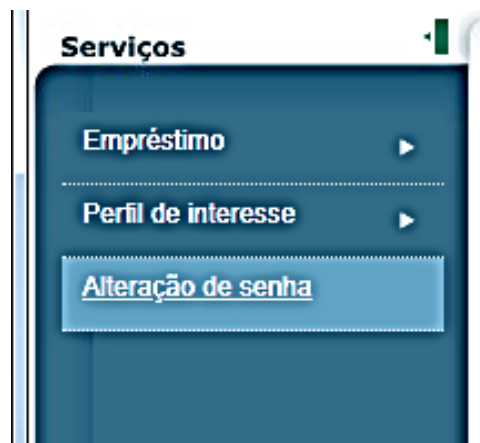 Serviços
Empréstimo
Perfil de interesse
Alteração de senha